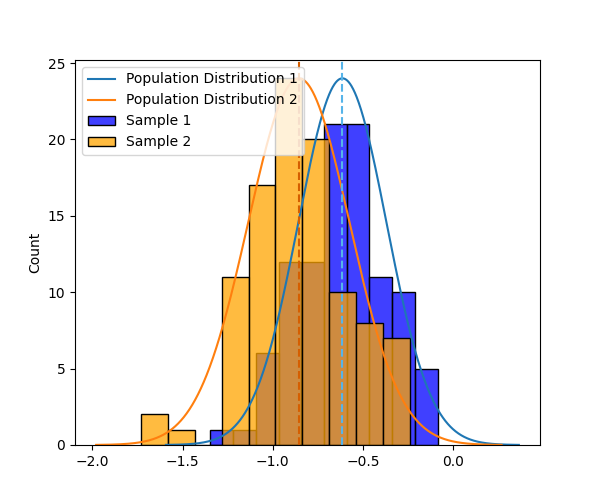 Population Distribution 1
Population Distribution 2
Sample 1
Sample 2
25
20
15
10
5
0
Count
−2.0 −1.5 −1.0 −0.5 0.0